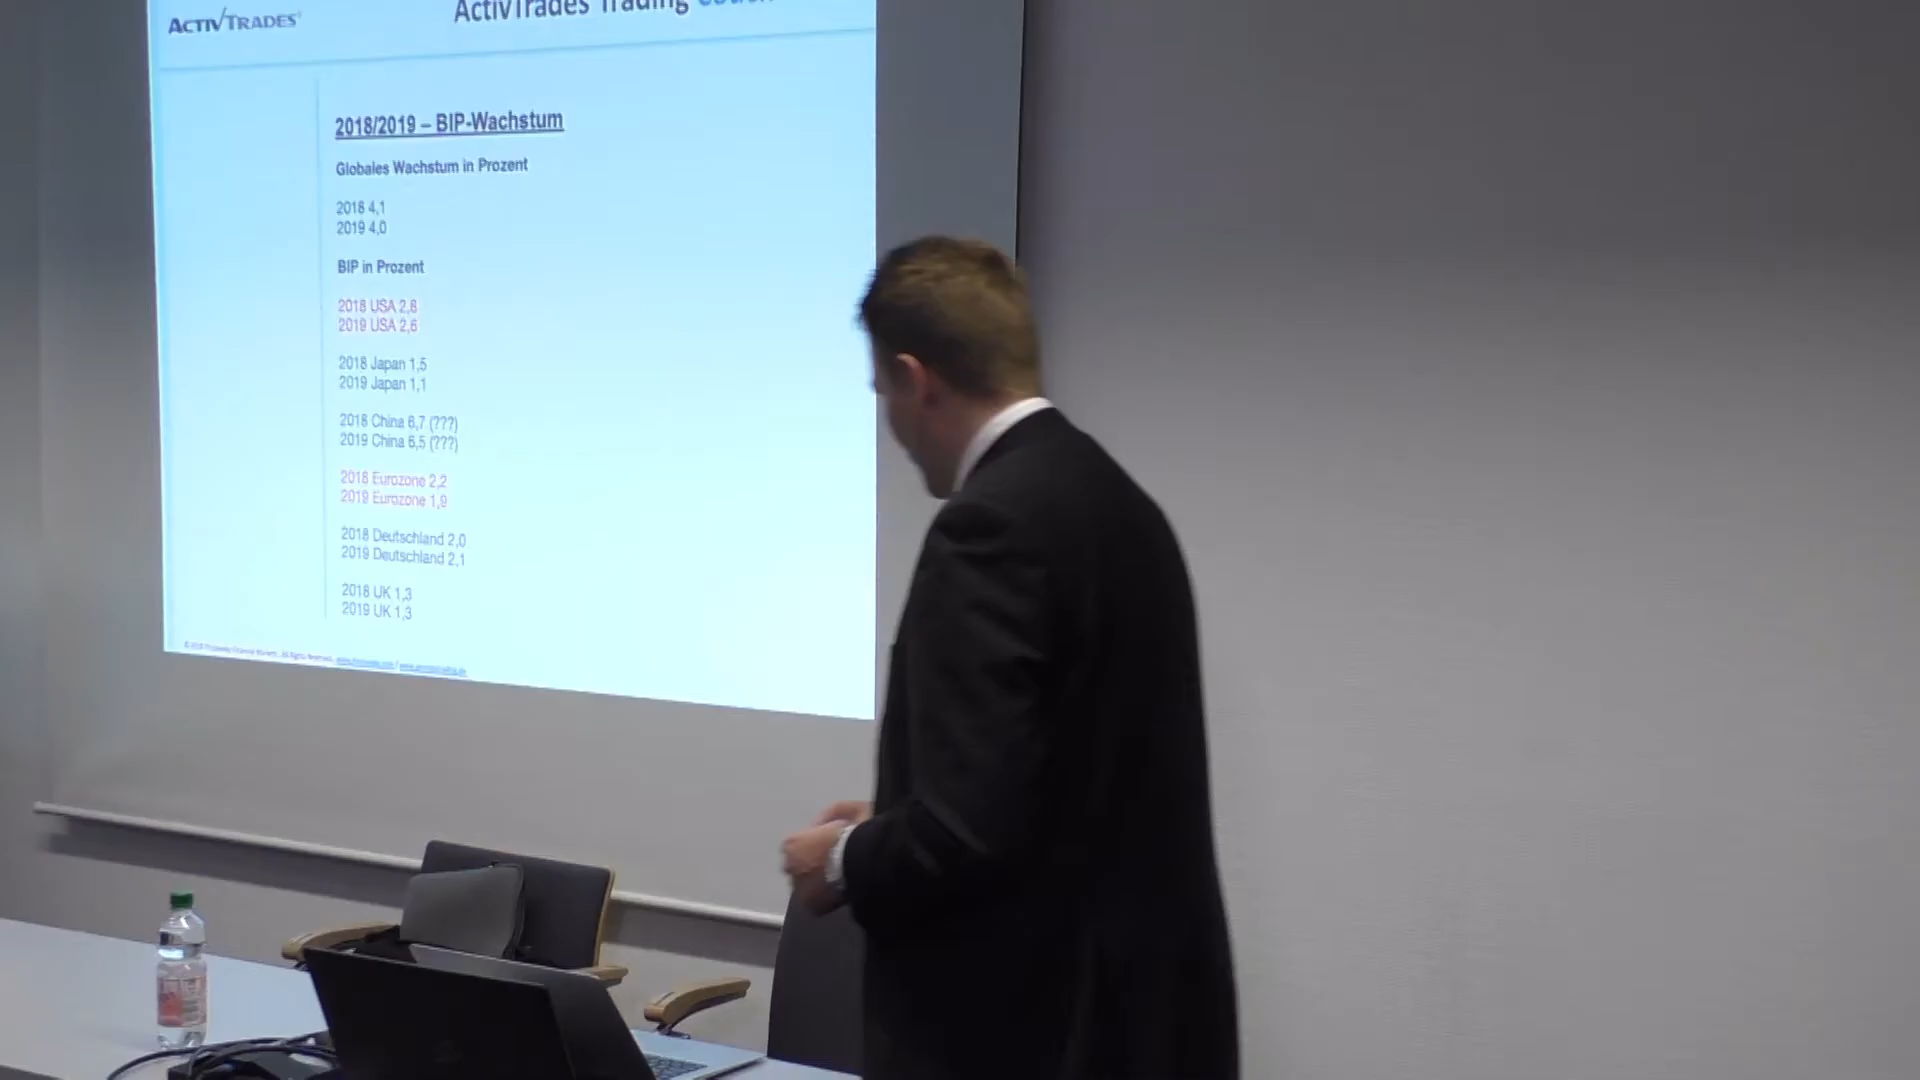 ACTIVTRADES
ActivTrades Trading
2018/2019 – BIP-Wachstum
Globales Wachstum in Prozent
2018 4,1
2019 4,0
BIP in Prozent
2018 USA 2,8
2019 USA 2,6
2018 Japan 1,5
2019 Japan 1,1
2018 China 6,7 (???)
2019 China 6,5 (???)
2018 Eurozone 2,2
2019 Eurozone 1,9
2018 Deutschland 2,0
2019 Deutschland 2,1
2018 UK 1,3
2019 UK 1,3